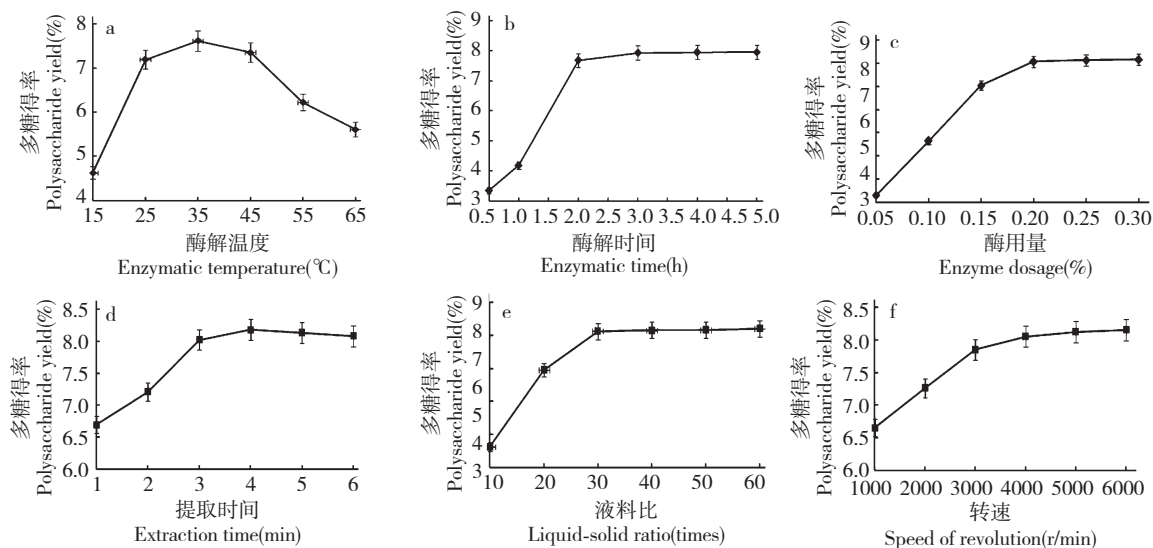 a
多糖得率
Polysaccharide yield(%)
8
7
6
5
4
15 25 35 45 55 65
酶解温度
Enzymatic temperature(℃)
b
多糖得率
Polysaccharide yield(%)
9
8
7
6
5
4
3
0.5 1.0 2.0 3.0 4.0 4.5 5.0
酶解时间
Enzymatic time(h)
c
多糖得率
Polysaccharide yield(%)
9
8
7
6
5
4
3
0.05 0.10 0.15 0.20 0.25 0.30
酶用量
Enzyme dosage(%)
d
多糖得率
Polysaccharide yield(%)
8.5
8.0
7.5
7.0
6.5
6.0
1 2 3 4 5 6
提取时间
Extraction time(min)
e
多糖得率
Polysaccharide yield(%)
9
8
7
6
5
4
3
10 20 30 40 50 60
液料比
Liquid-solid ratio(times)
f
多糖得率
Polysaccharide yield(%)
8.5
8.0
7.5
7.0
6.5
6.0
1000 2000 3000 4000 5000 6000
转速
Speed of revolution(r/min)